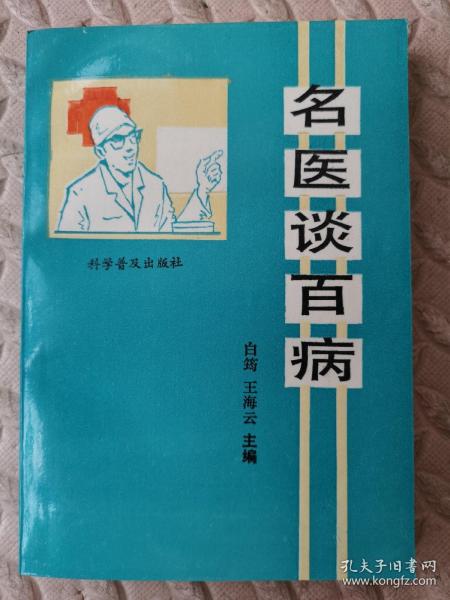 名医谈百病
科学普及出版社
白筠 王海云 主编
孔夫子旧书网
www.kongfz.com